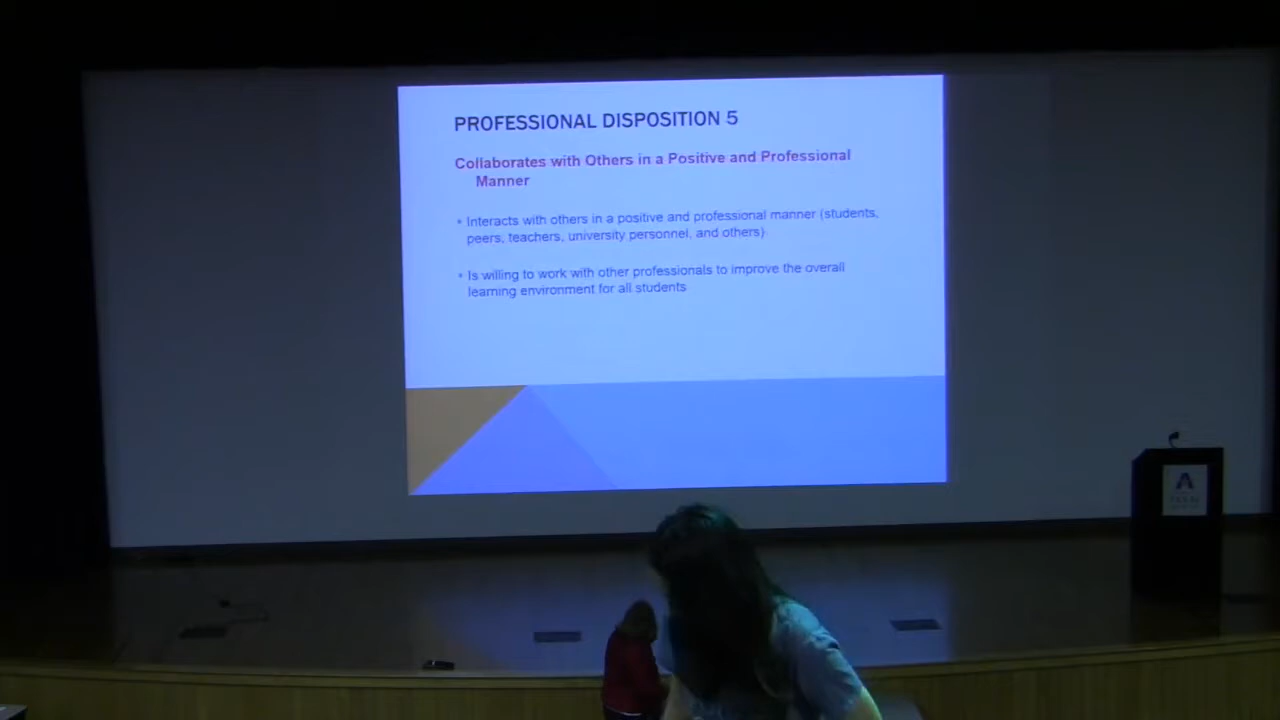 PROFESSIONAL DISPOSITION 5
Collaborates with Others in a Positive and Professional
Manner
• Interacts with others in a positive and professional manner (students,
peers, teachers, university personnel, and others)
• Is willing to work with other professionals to improve the overall
learning environment for all students